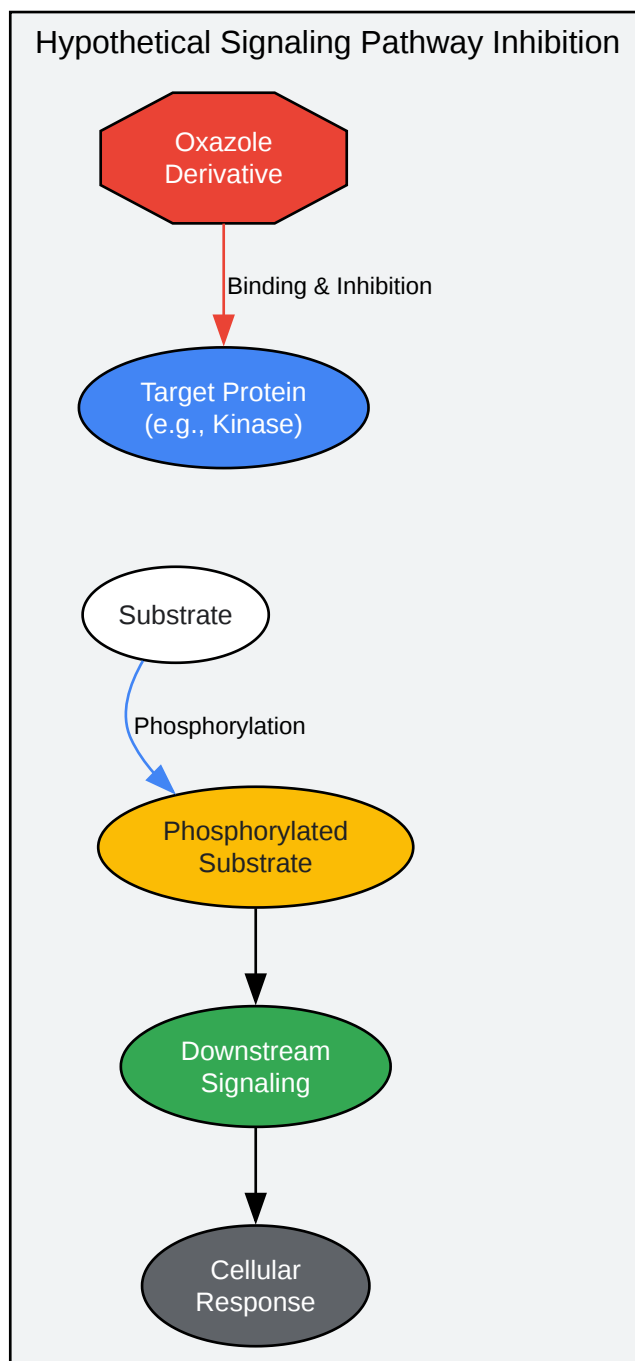 Hypothetical Signaling Pathway Inhibition
Oxazole
Derivative
Binding & Inhibition
Target Protein
(e.g., Kinase)
Substrate
Phosphorylation
Phosphorylated
Substrate
Downstream
Signaling
Cellular
Response